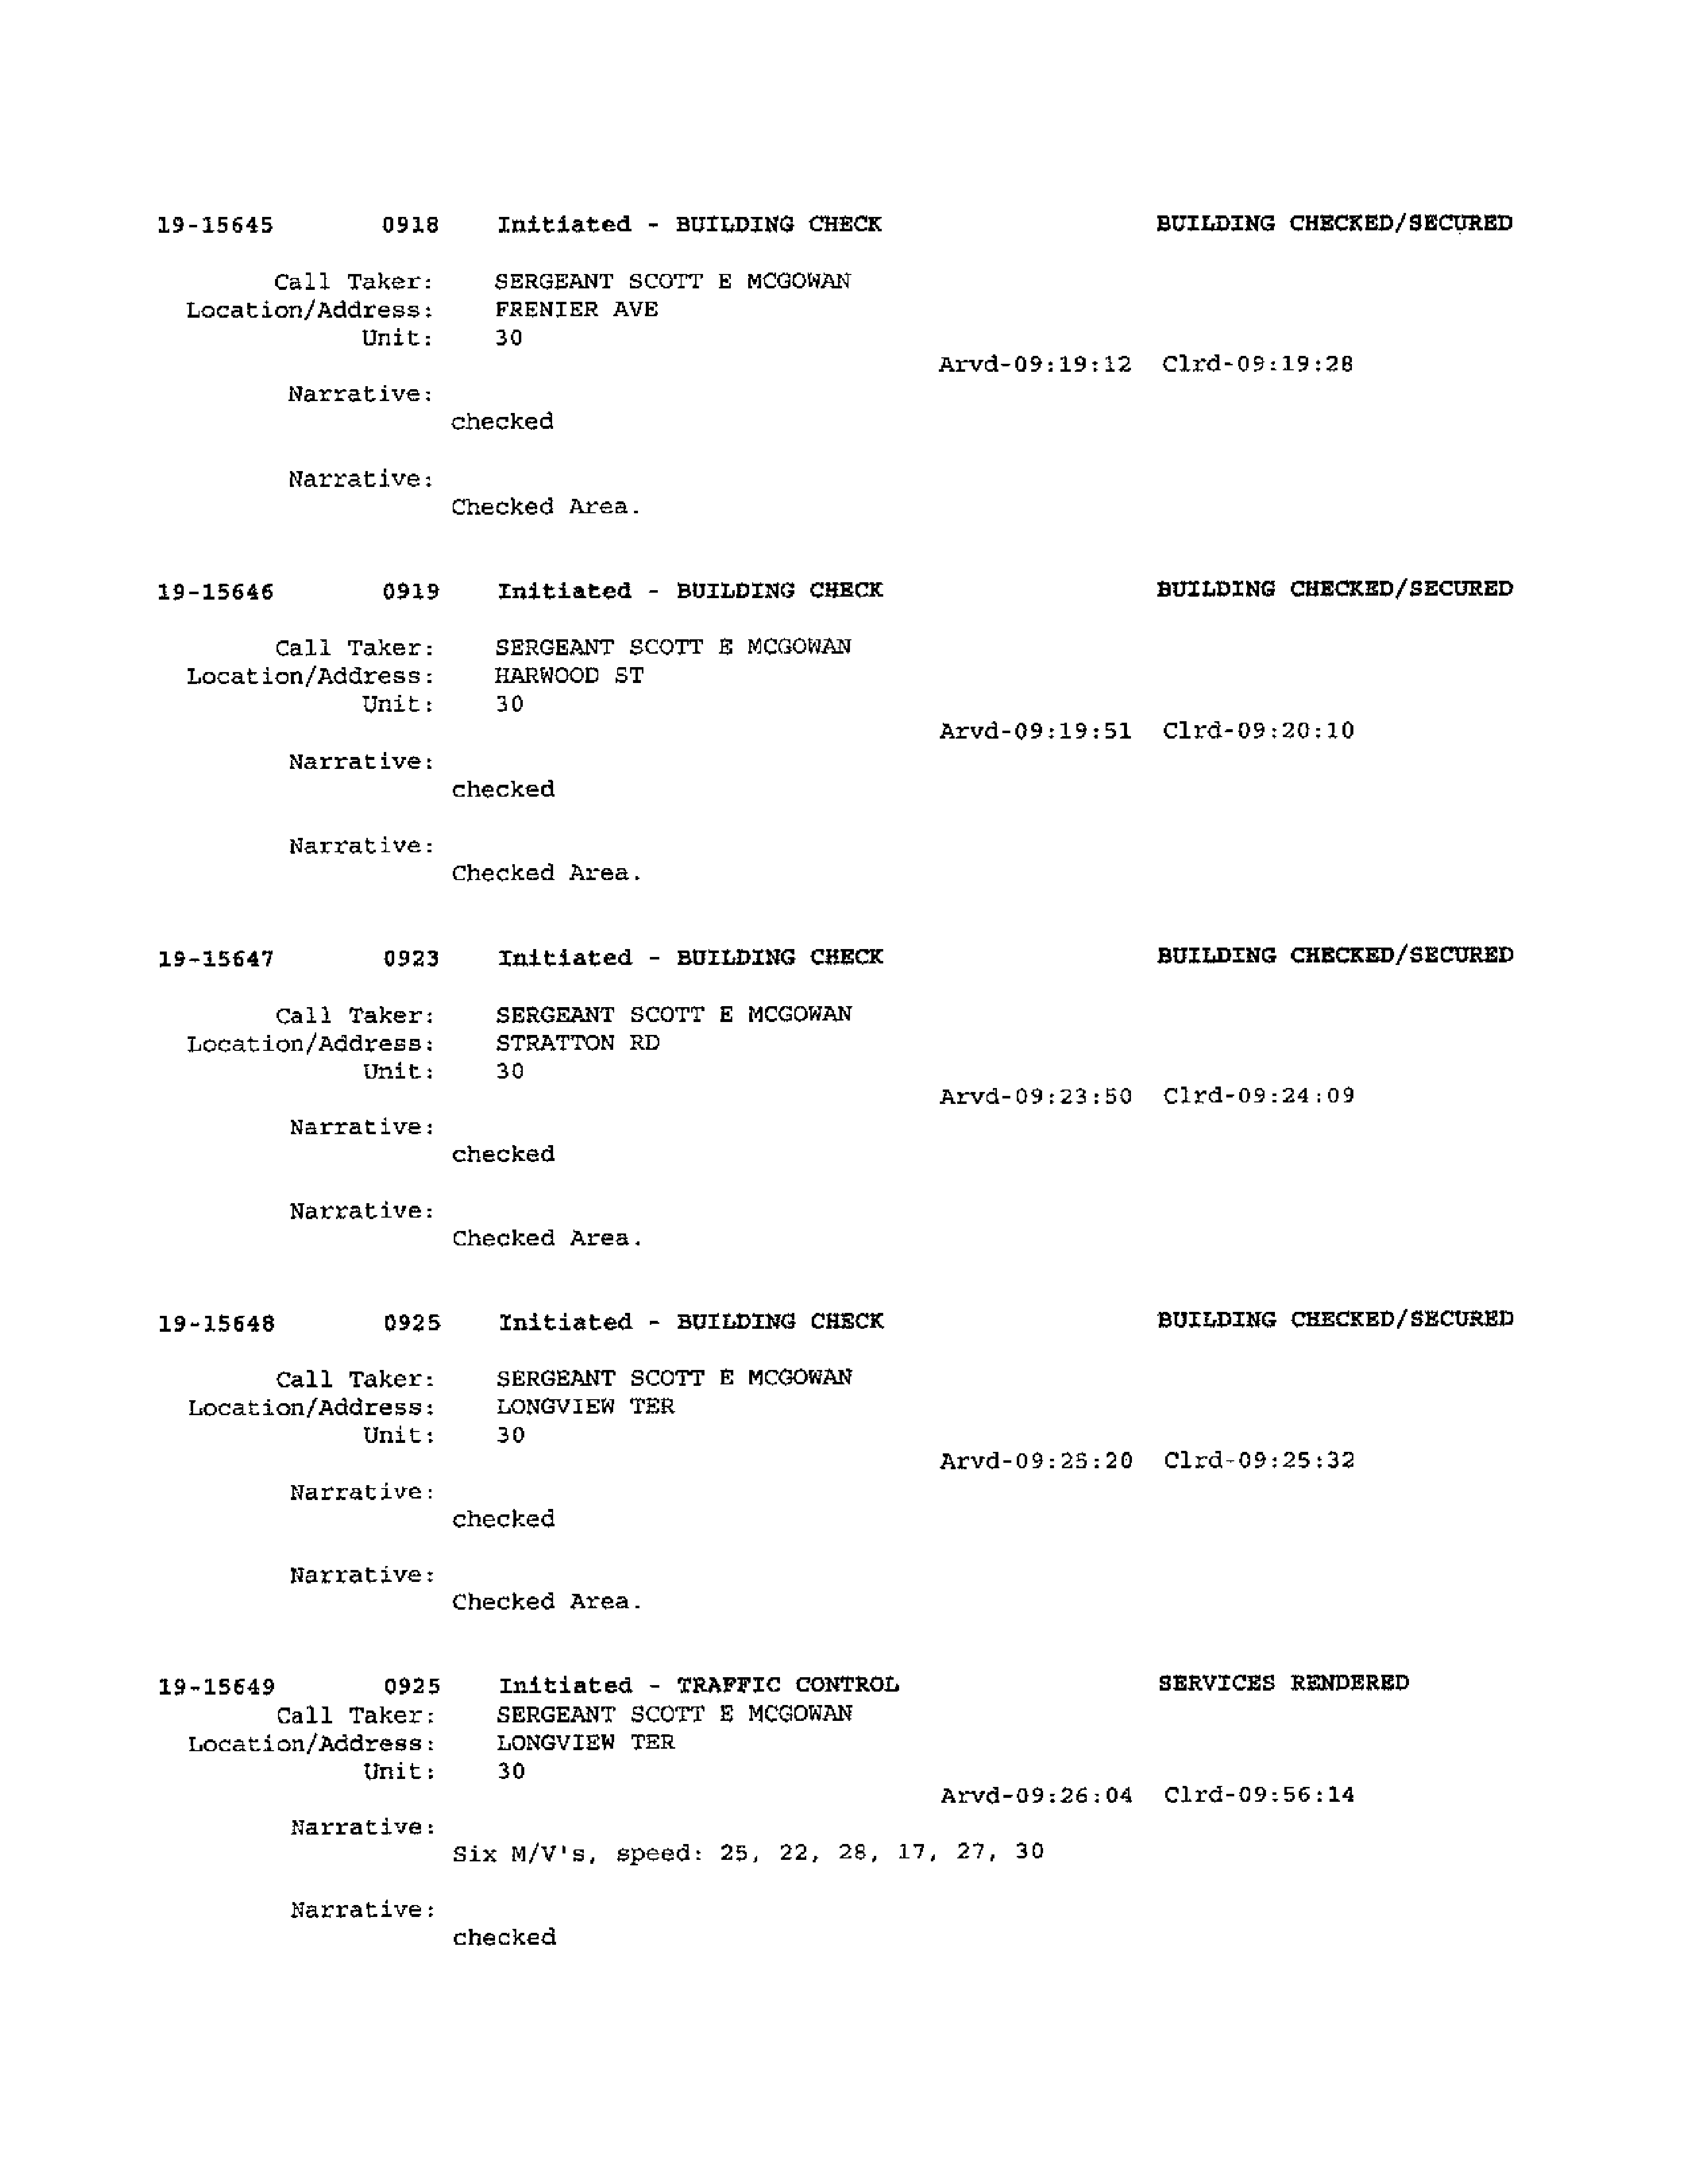 19-15645 0918 Initiated - BUILDING CHECK BUILDING CHECKED/SECURED
Call Taker: SERGEANT SCOTT E MCGOWAN
Location/Address: FRENIER AVE
Unit: 30
Arvd-09:19:12 Clrd-09:19:28
Narrative:
checked
Narrative:
Checked Area.
19-15646 0919 Initiated - BUILDING CHECK BUILDING CHECKED/SECURED
Call Taker: SERGEANT SCOTT E MCGOWAN
Location/Address: HARWOOD ST
Unit: 30
Arvd-09:19:51 Clrd-09:20:10
Narrative:
checked
Narrative:
Checked Area.
19-15647 0923 Initiated - BUILDING CHECK BUILDING CHECKED/SECURED
Call Taker: SERGEANT SCOTT E MCGOWAN
Location/Address: STRATTON RD
Unit: 30
Arvd-09:23:50 Clrd-09:24:09
Narrative:
checked
Narrative:
Checked Area.
19-15648 0925 Initiated - BUILDING CHECK BUILDING CHECKED/SECURED
Call Taker: SERGEANT SCOTT E MCGOWAN
Location/Address: LONGVIEW TER
Unit: 30
Arvd-09:25:20 Clrd-09:25:32
Narrative:
checked
Narrative:
Checked Area.
19-15649 0925 Initiated - TRAFFIC CONTROL SERVICES RENDERED
Call Taker: SERGEANT SCOTT E MCGOWAN
Location/Address: LONGVIEW TER
Unit: 30
Arvd-09:26:04 Clrd-09:56:14
Narrative:
Six M/V's, speed: 25, 22, 28, 17, 27, 30
Narrative:
checked